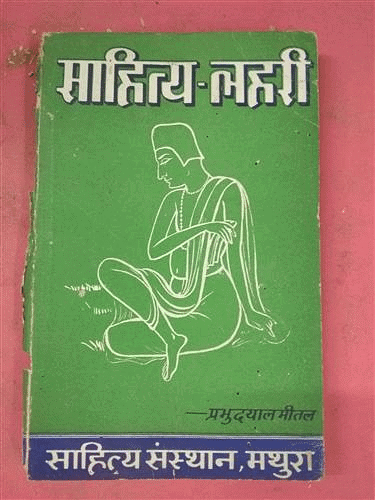 साहित्य-लहरी
—प्रभुदयाल मीतल
साहित्य संस्थान, मथुरा